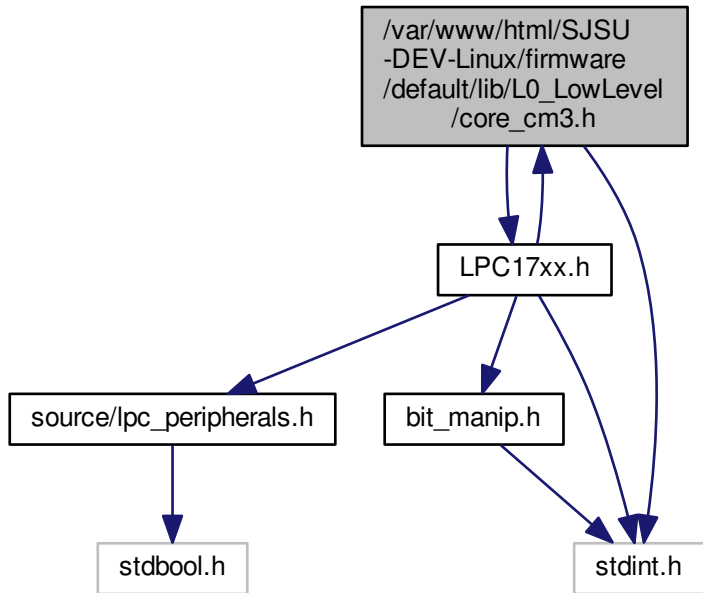 /var/www/html/SJSU
-DEV-Linux/firmware
/default/lib/L0_LowLevel
/core_cm3.h
LPC17xx.h
source/lpc_peripherals.h
bit_manip.h
stdbool.h
stdint.h